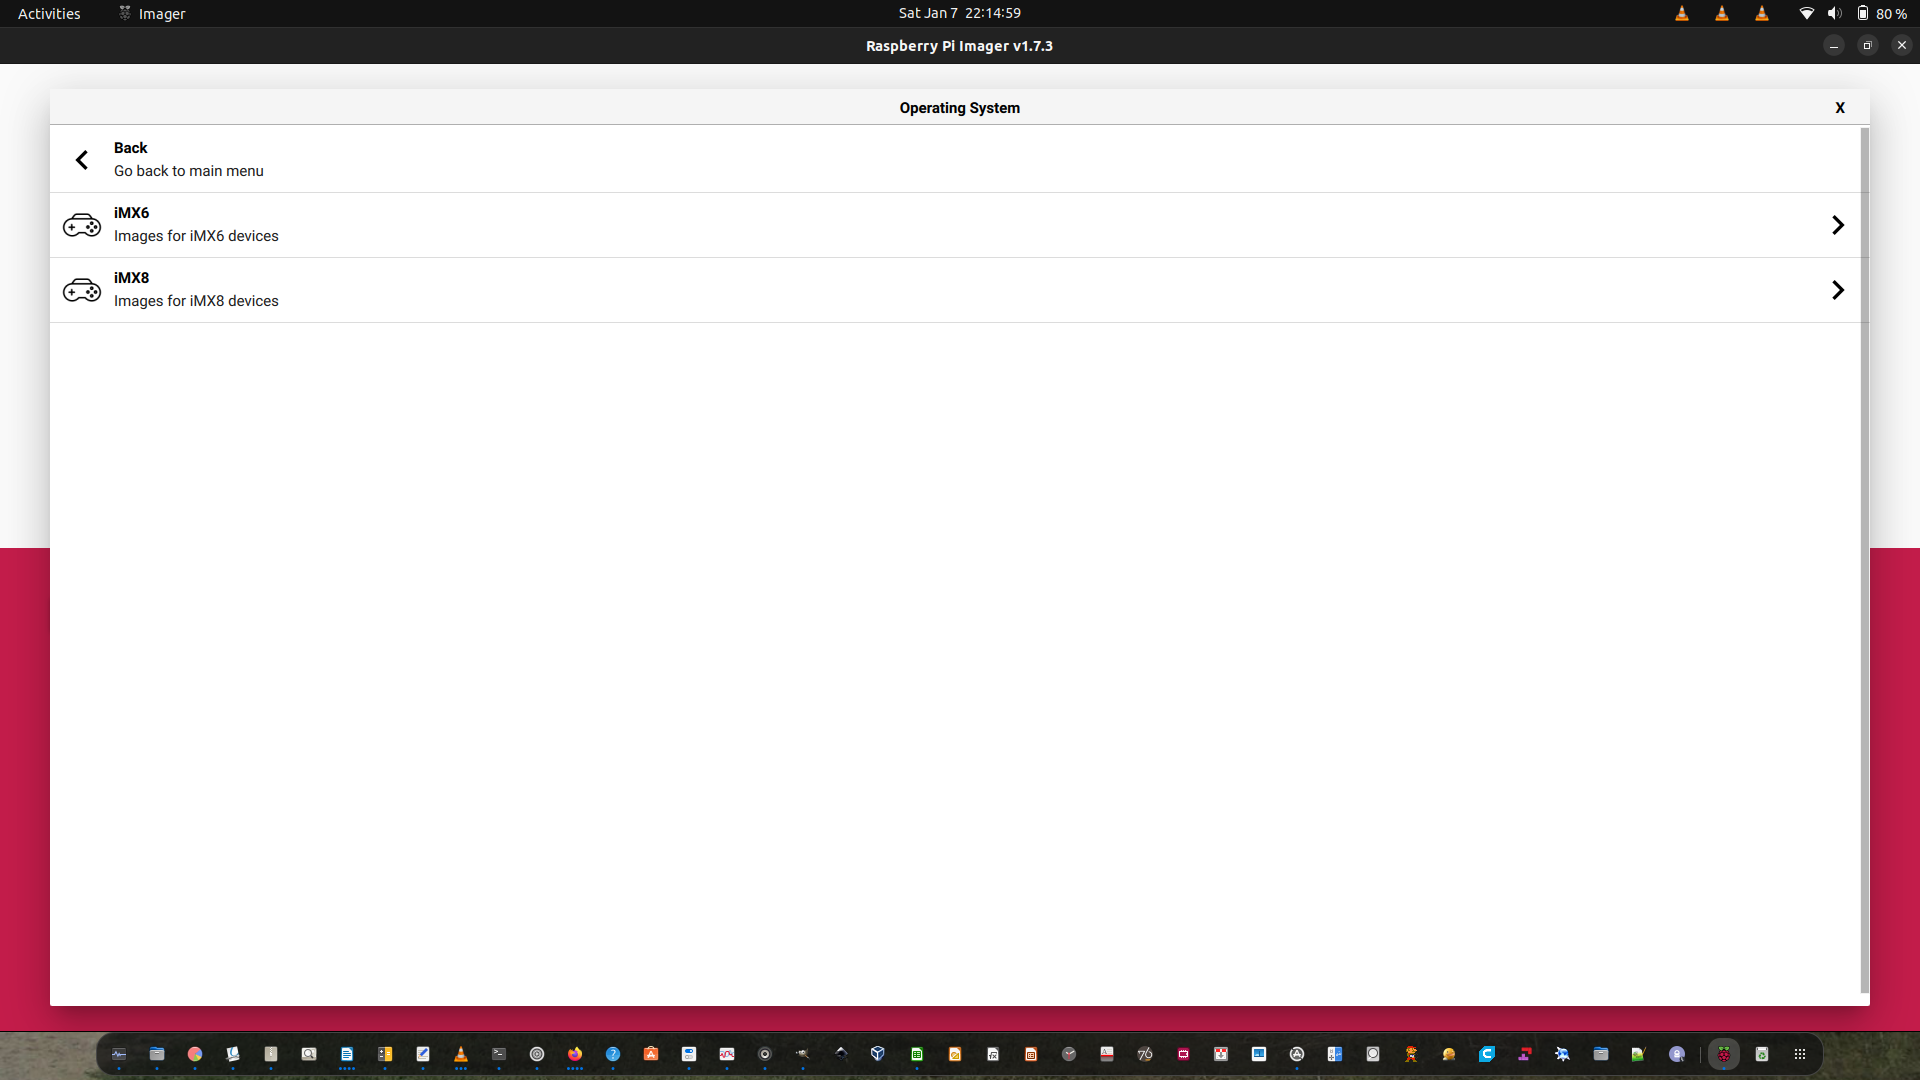 Activities Imager Sat Jan 7 22:14:59 80 %
Raspberry Pi Imager v1.7.3
Operating System X
Back
Go back to main menu
iMX6
Images for iMX6 devices
iMX8
Images for iMX8 devices